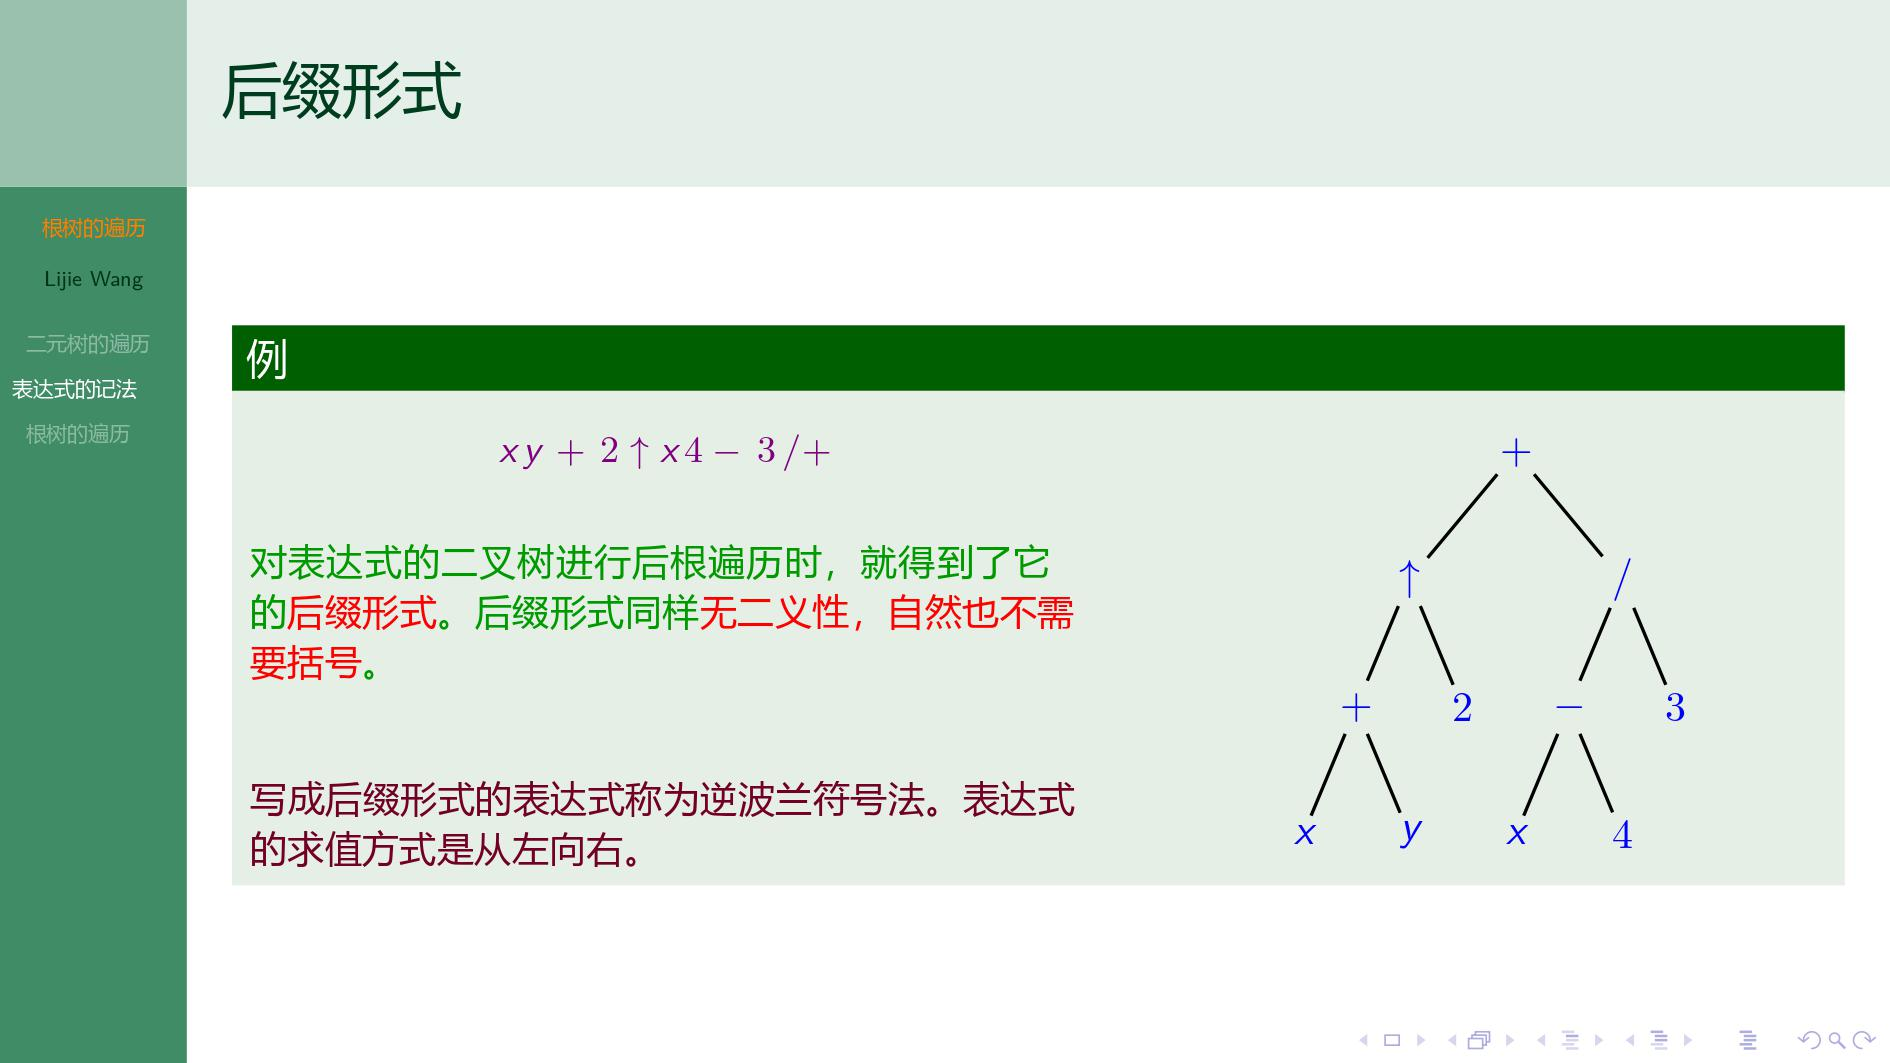 后缀形式
根树的遍历
Lijie Wang
二元树的遍历
表达式的记法
根树的遍历
例
x y + 2 ↑ x 4 − 3 / +
对表达式的二叉树进行后根遍历时，就得到了它
的后缀形式。后缀形式同样无二义性，自然也不需
要括号。
写成后缀形式的表达式称为逆波兰符号法。表达式
的求值方式是从左向右。
+
↑ /
+ 2 − 3
x y x 4